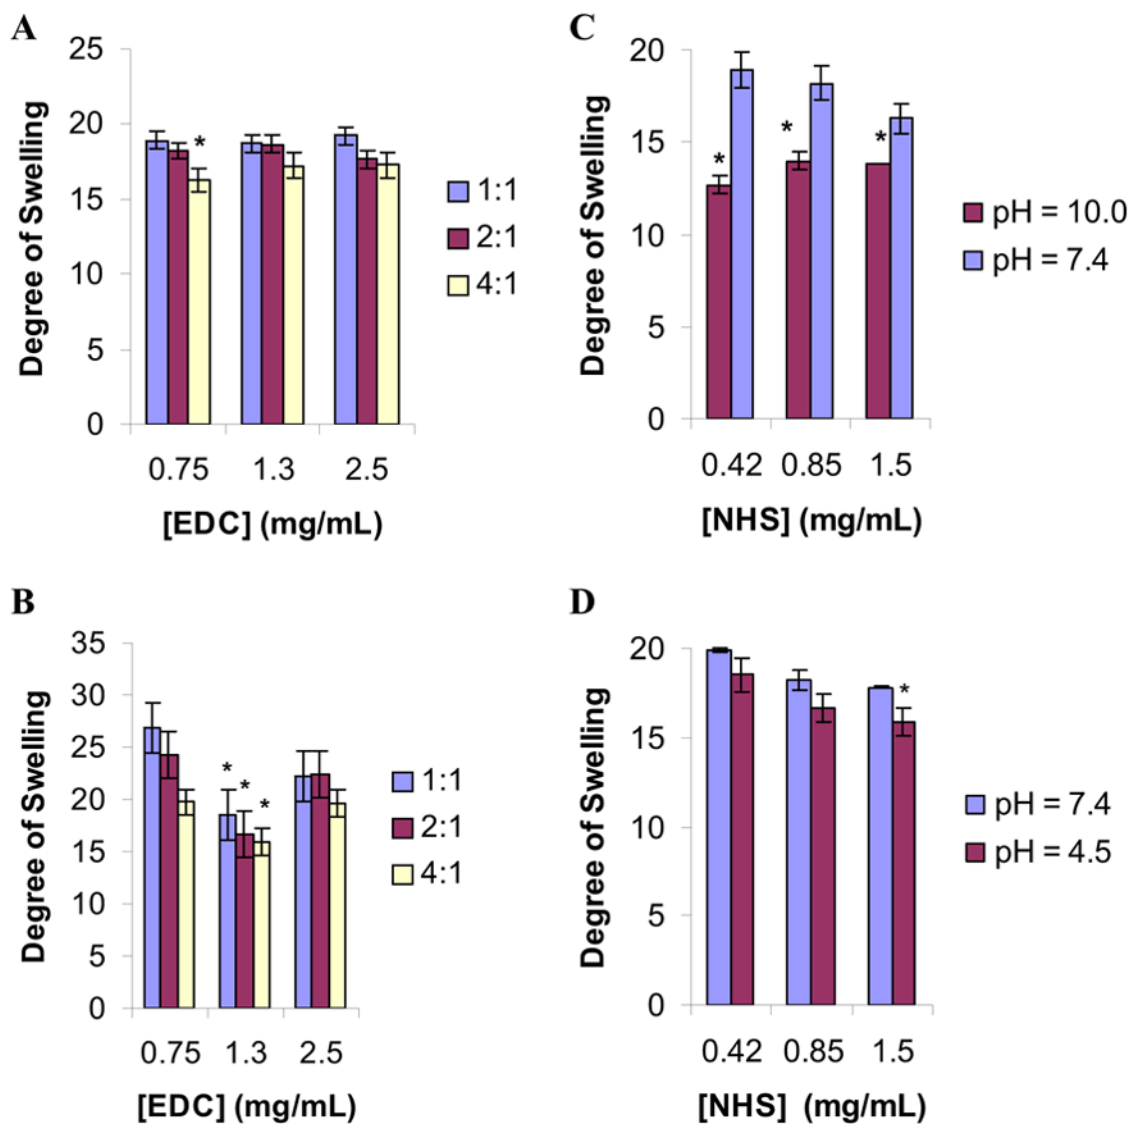 A
25
20
15
10
5
0
Degree of Swelling
*
0.75 1.3 2.5
[EDC] (mg/mL)
1:1
2:1
4:1
C
20
15
10
5
0
Degree of Swelling
* * *
0.42 0.85 1.5
[NHS] (mg/mL)
pH = 10.0
pH = 7.4
B
35
30
25
20
15
10
5
0
Degree of Swelling
* * *
0.75 1.3 2.5
[EDC] (mg/mL)
1:1
2:1
4:1
D
20
15
10
5
0
Degree of Swelling
*
0.42 0.85 1.5
[NHS] (mg/mL)
pH = 7.4
pH = 4.5